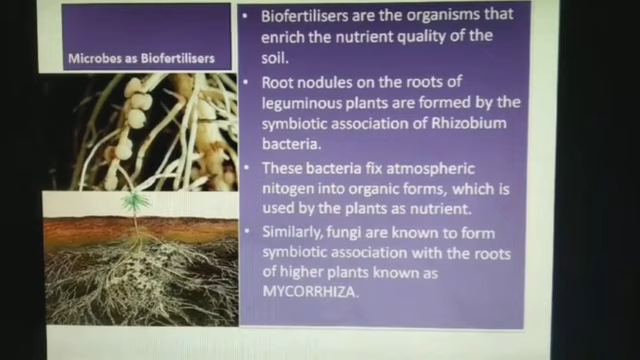 Microbes as Biofertilisers
• Biofertilisers are the organisms that
enrich the nutrient quality of the
soil.
• Root nodules on the roots of
leguminous plants are formed by the
symbiotic association of Rhizobium
bacteria.
• These bacteria fix atmospheric
nitogen into organic forms, which is
used by the plants as nutrient.
• Similarly, fungi are known to form
symbiotic association with the roots
of higher plants known as
MYCORRHIZA.